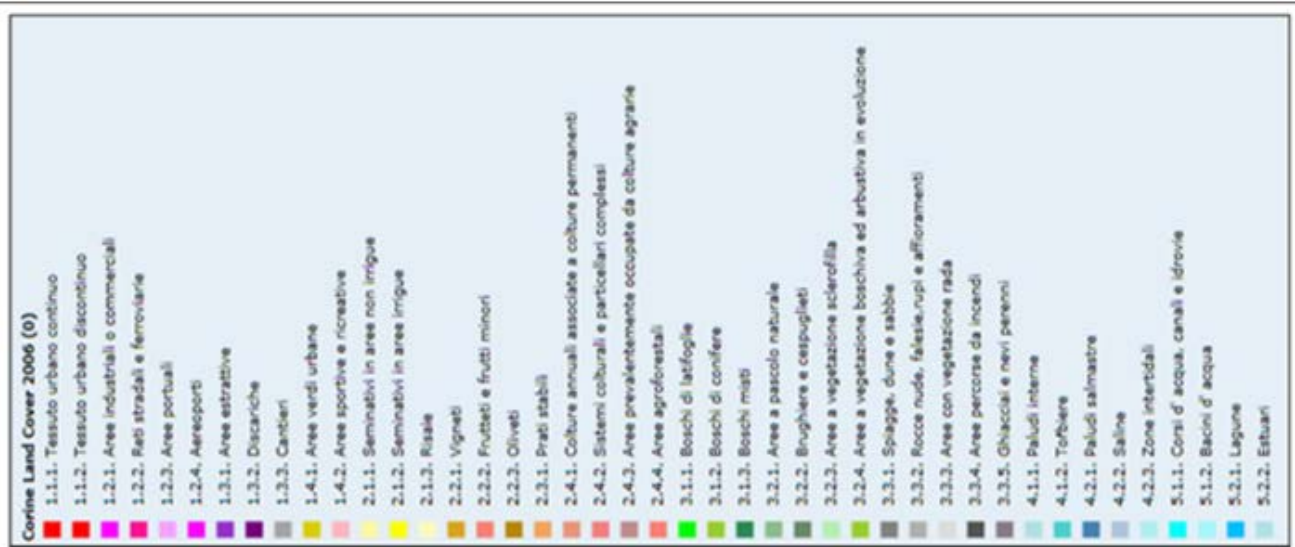 Corine Land Cover 2006 (0)
1.1.1. Tessuto urbano continuo
1.1.2. Tessuto urbano discontinuo
1.2.1. Aree industriali o commerciali
1.2.2. Reti stradali e ferroviarie
1.2.3. Aree portuali
1.2.4. Aereoporti
1.3.1. Aree estrattive
1.3.2. Discariche
1.3.3. Cantieri
1.4.1. Aree verdi urbane
1.4.2. Aree sportive e ricreative
2.1.1. Seminativi in aree non irrigue
2.1.2. Seminativi in aree irrigue
2.1.3. Risaie
2.2.1. Vigneti
2.2.2. Frutteti e frutti minori
2.2.3. Oliveti
2.3.1. Prati stabili
2.4.1. Colture annuali associate a colture permanenti
2.4.2. Sistemi colturali e particellari complessi
2.4.3. Aree prevalentemente occupate da colture agrarie
2.4.4. Aree agroforestali
3.1.1. Boschi di latifoglie
3.1.2. Boschi di conifere
3.1.3. Boschi misti
3.2.1. Aree a pascolo naturale
3.2.2. Brughiere e cespuglieti
3.2.3. Aree a vegetazione sclerofilla
3.2.4. Aree a vegetazione boschiva ed arbustiva in evoluzione
3.3.1. Spiagge, dune e sabbie
3.3.2. Rocce nude, falesie,rupi e affioramenti
3.3.3. Aree con vegetazione rada
3.3.4. Aree percorse da incendi
3.3.5. Ghiacciai e nevi perenni
4.1.1. Paludi interne
4.1.2. Torbiere
4.2.1. Paludi salmastre
4.2.2. Saline
4.2.3. Zone intertidali
5.1.1. Corsi d' acqua, canali e idrovie
5.1.2. Bacini d' acqua
5.2.1. Lagune
5.2.2. Estuari